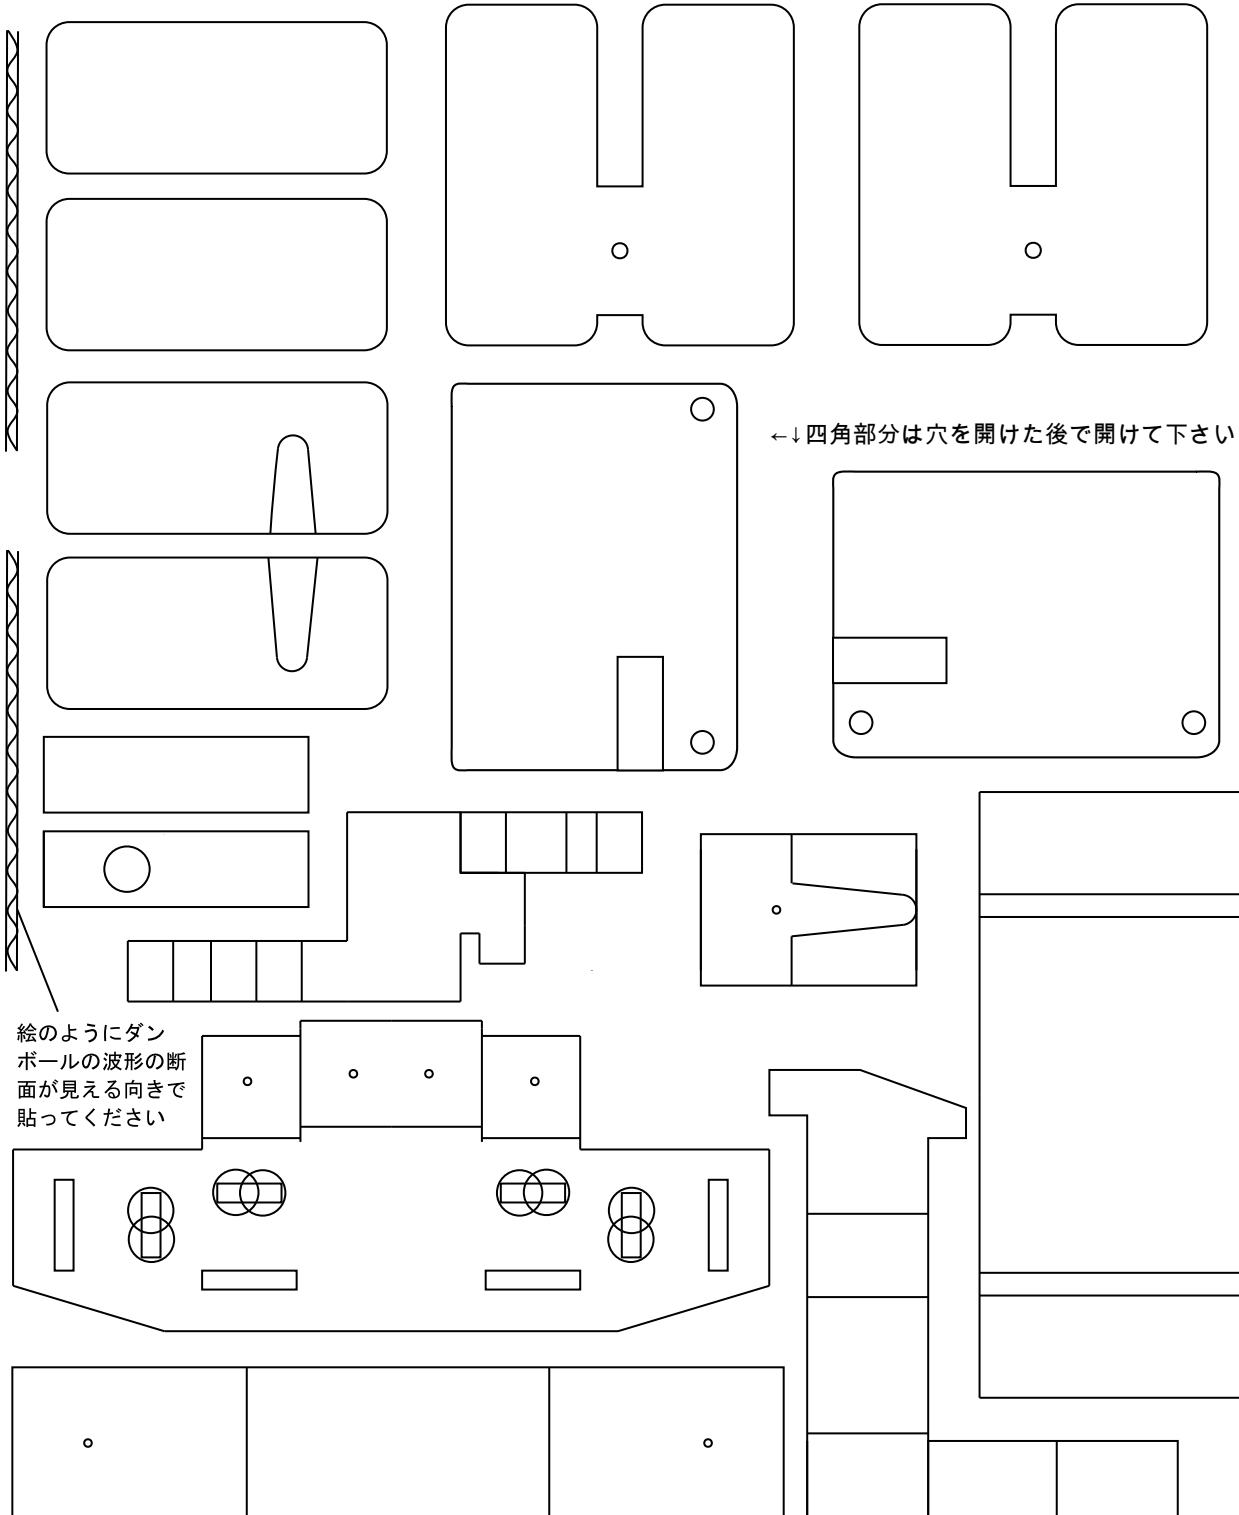 ←↓四角部分は穴を開けた後で開けて下さい
絵のようにダン
ボールの波形の断
面が見える向きで
貼ってください